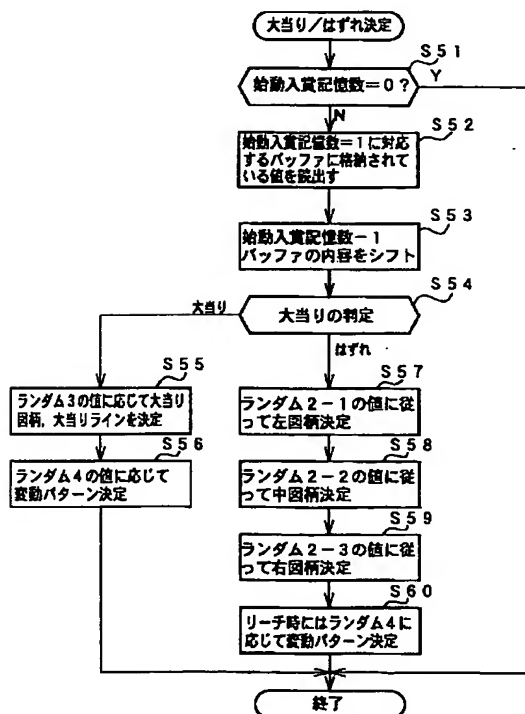 大当り／はずれ決定
S51
始動入賞記憶数＝0？
Y
N
S52
始動入賞記憶数＝1に対応
するバッファに格納されて
いる値を読出す
S53
始動入賞記憶数－1
バッファの内容をシフト
S54
大当りの判定
大当り
はずれ
S55
ランダム3の値に応じて大当り
図柄，大当りラインを決定
S56
ランダム4の値に応じて
変動パターン決定
S57
ランダム2－1の値に従
って左図柄決定
S58
ランダム2－2の値に従
って中図柄決定
S59
ランダム2－3の値に従
って右図柄決定
S60
リーチ時にはランダム4に
応じて変動パターン決定
終了